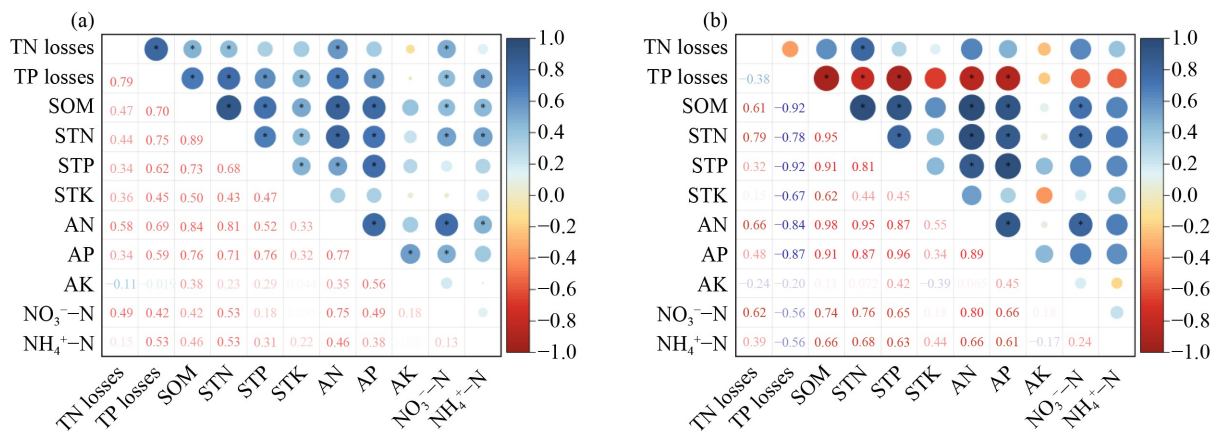 (a)
TN losses
TP losses * 
SOM
STN
STP
STK
AN
AP
AK
NO₃⁻–N
NH₄⁺–N
0.79
0.47 0.70
0.44 0.75 0.89
0.34 0.62 0.73 0.68
0.36 0.45 0.50 0.43 0.47
0.58 0.69 0.84 0.81 0.52 0.33
0.34 0.59 0.76 0.71 0.76 0.32 0.77
−0.11 −0.019 0.38 0.23 0.29 0.35 0.56
0.49 0.42 0.42 0.53 0.18 0.75 0.49 0.18
0.15 0.53 0.46 0.53 0.31 0.22 0.46 0.38 0.13
TN losses TP losses SOM STN STP STK AN AP AK NO₃⁻–N NH₄⁺–N
1.0
0.8
0.6
0.4
0.2
0.0
−0.2
−0.4
−0.6
−0.8
−1.0
(b)
TN losses
TP losses
SOM
STN
STP
STK
AN
AP
AK
NO₃⁻–N
NH₄⁺–N
−0.38
0.61 −0.92
0.79 −0.78 0.95
0.32 −0.92 0.91 0.81
0.15 −0.67 0.62 0.44 0.45
0.66 −0.84 0.98 0.95 0.87 0.55
0.48 −0.87 0.91 0.87 0.96 0.34 0.89
−0.24 −0.20 0.11 0.42 −0.39 0.45
0.62 −0.56 0.74 0.76 0.65 0.18 0.80 0.66 0.18
0.39 −0.56 0.66 0.68 0.63 0.44 0.66 0.61 −0.17 0.24
TN losses TP losses SOM STN STP STK AN AP AK NO₃⁻–N NH₄⁺–N
1.0
0.8
0.6
0.4
0.2
0.0
−0.2
−0.4
−0.6
−0.8
−1.0